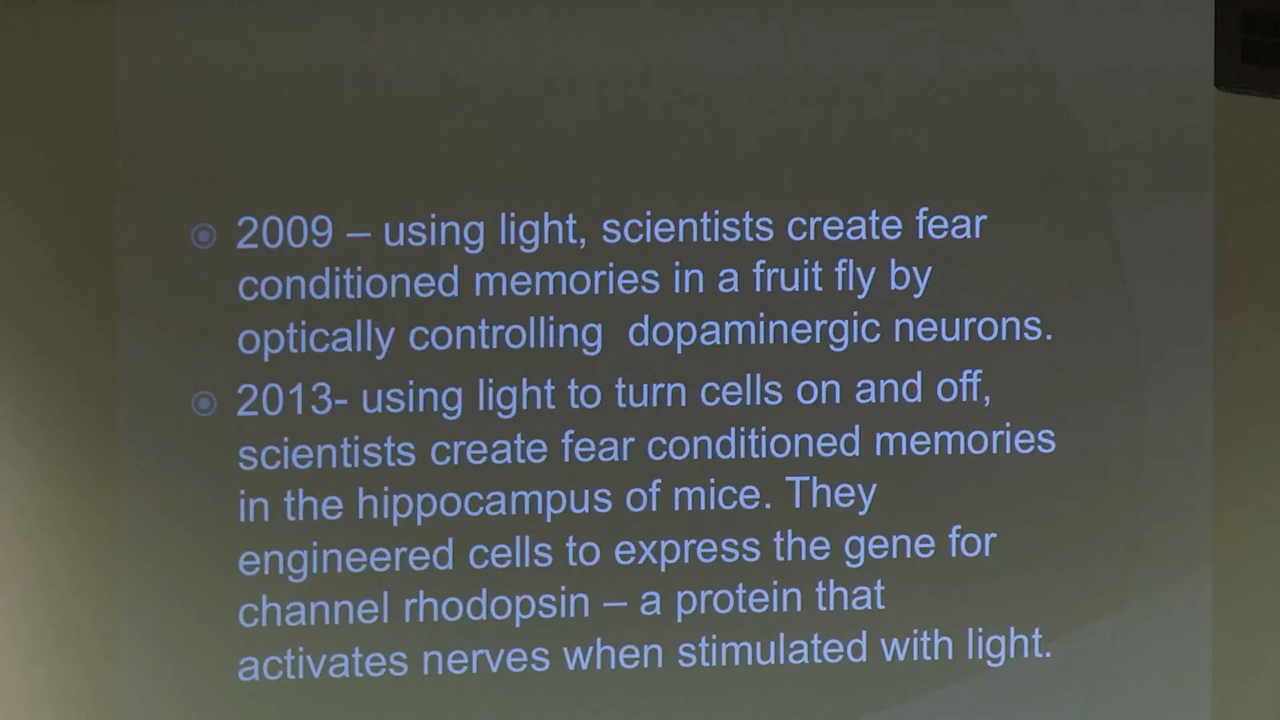 2009 – using light, scientists create fear
conditioned memories in a fruit fly by
optically controlling  dopaminergic neurons.
2013- using light to turn cells on and off,
scientists create fear conditioned memories
in the hippocampus of mice. They
engineered cells to express the gene for
channel rhodopsin – a protein that
activates nerves when stimulated with light.